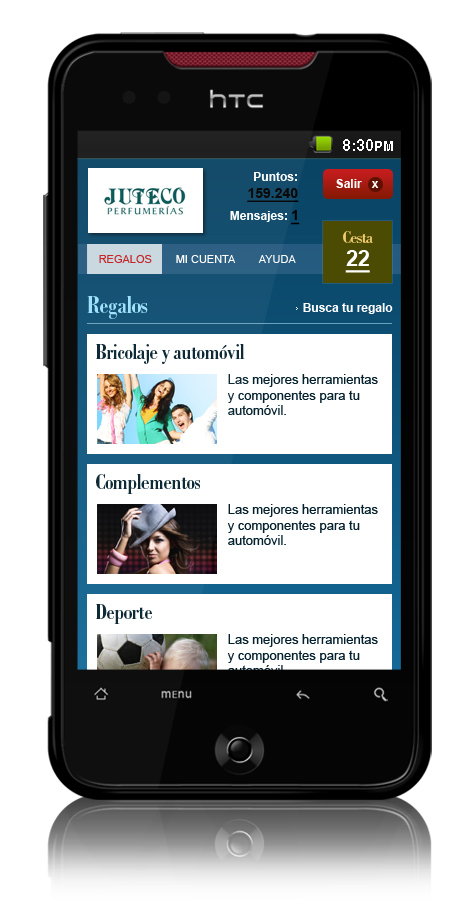 hTC
8:30PM
JUTECO
PERFUMERÍAS
Puntos:
159.240
Mensajes: 1
Salir x
Cesta
22
REGALOS MI CUENTA AYUDA
Regalos
Busca tu regalo
Bricolaje y automóvil
Las mejores herramientas
y componentes para tu
automóvil.
Complementos
Las mejores herramientas
y componentes para tu
automóvil.
Deporte
Las mejores herramientas
y componentes para tu
automóvil.
MENU